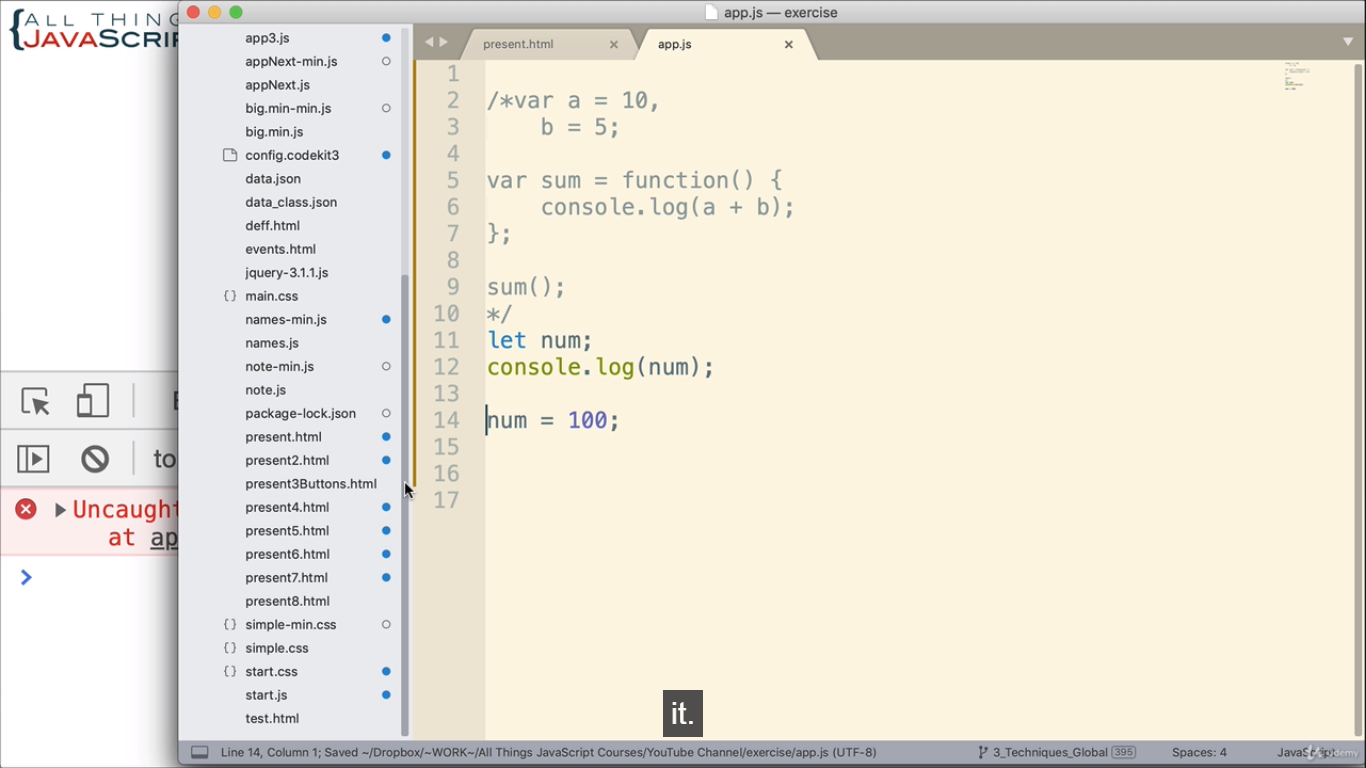 {ALL THING
JAVASCRI
app.js — exercise
app3.js
appNext-min.js
appNext.js
big.min-min.js
big.min.js
config.codekit3
data.json
data_class.json
deff.html
events.html
jquery-3.1.1.js
{} main.css
names-min.js
names.js
note-min.js
note.js
package-lock.json
present.html
present2.html
present3Buttons.html
present4.html
present5.html
present6.html
present7.html
present8.html
{} simple-min.css
{} simple.css
{} start.css
start.js
test.html
present.html ×
app.js ×
1
2 /*var a = 10,
3     b = 5;
4
5 var sum = function() {
6     console.log(a + b);
7 };
8
9 sum();
10 */
11 let num;
12 console.log(num);
13
14 num = 100;
15
16
17
to
Uncaught
at ap
>
it.
Line 14, Column 1; Saved ~/Dropbox/~WORK~/All Things JavaScript Courses/YouTube Channel/exercise/app.js (UTF-8)
3_Techniques_Global 395
Spaces: 4